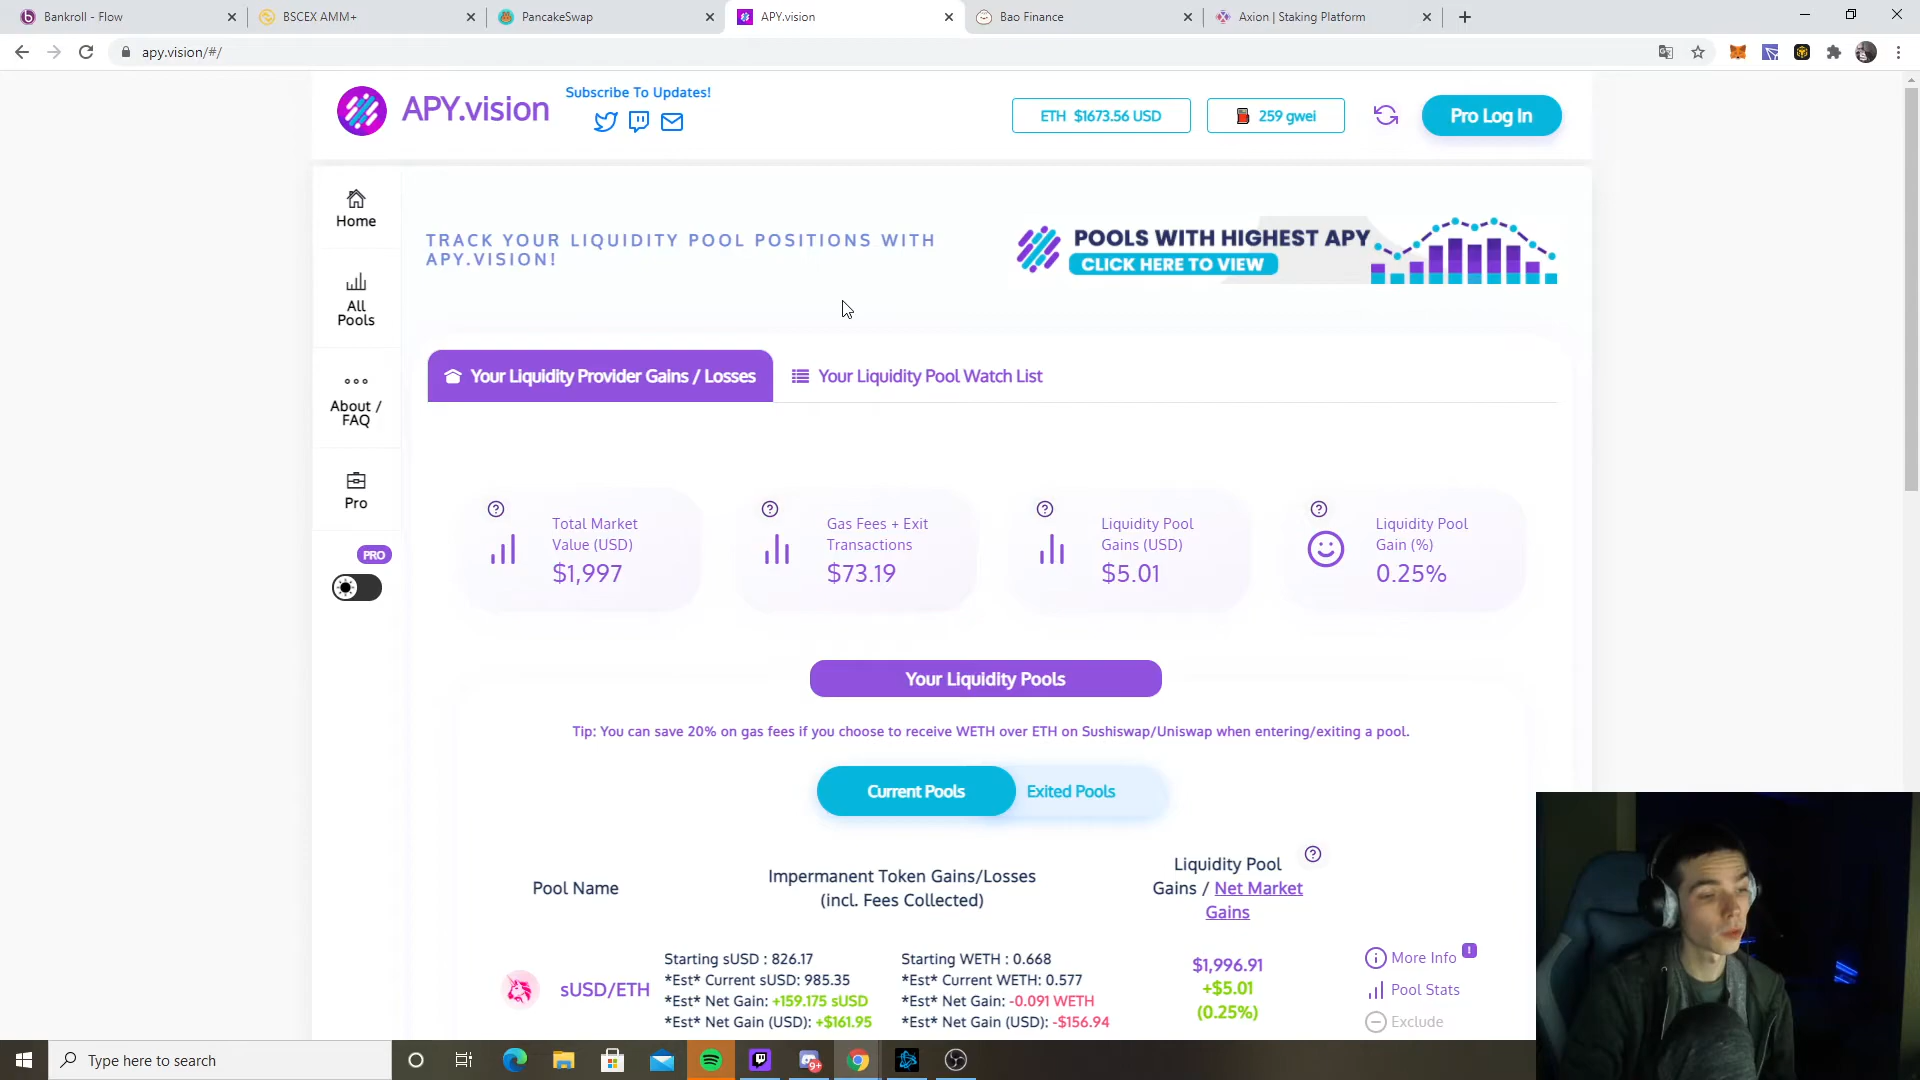 Bankroll - Flow
BSCEX AMM+
PancakeSwap
APY.vision
Bao Finance
Axion | Staking Platform
apy.vision/#/
APY.vision
Subscribe To Updates!
ETH $1673.56 USD
259 gwei
Pro Log In
Home
All
Pools
About /
FAQ
Pro
PRO
TRACK YOUR LIQUIDITY POOL POSITIONS WITH
APY.VISION!
POOLS WITH HIGHEST APY
CLICK HERE TO VIEW
Your Liquidity Provider Gains / Losses
Your Liquidity Pool Watch List
Total Market
Value (USD)
$1,997
Gas Fees + Exit
Transactions
$73.19
Liquidity Pool
Gains (USD)
$5.01
Liquidity Pool
Gain (%)
0.25%
Your Liquidity Pools
Tip: You can save 20% on gas fees if you choose to receive WETH over ETH on Sushiswap/Uniswap when entering/exiting a pool.
Current Pools
Exited Pools
Pool Name
Impermanent Token Gains/Losses
(incl. Fees Collected)
Liquidity Pool
Gains / Net Market
Gains
sUSD/ETH
Starting sUSD : 826.17
*Est* Current sUSD: 985.35
*Est* Net Gain: +159.175 sUSD
*Est* Net Gain (USD): +$161.95
Starting WETH : 0.668
*Est* Current WETH: 0.577
*Est* Net Gain: -0.091 WETH
*Est* Net Gain (USD): -$156.94
$1,996.91
+$5.01
(0.25%)
More Info
Pool Stats
Exclude
Type here to search
9+